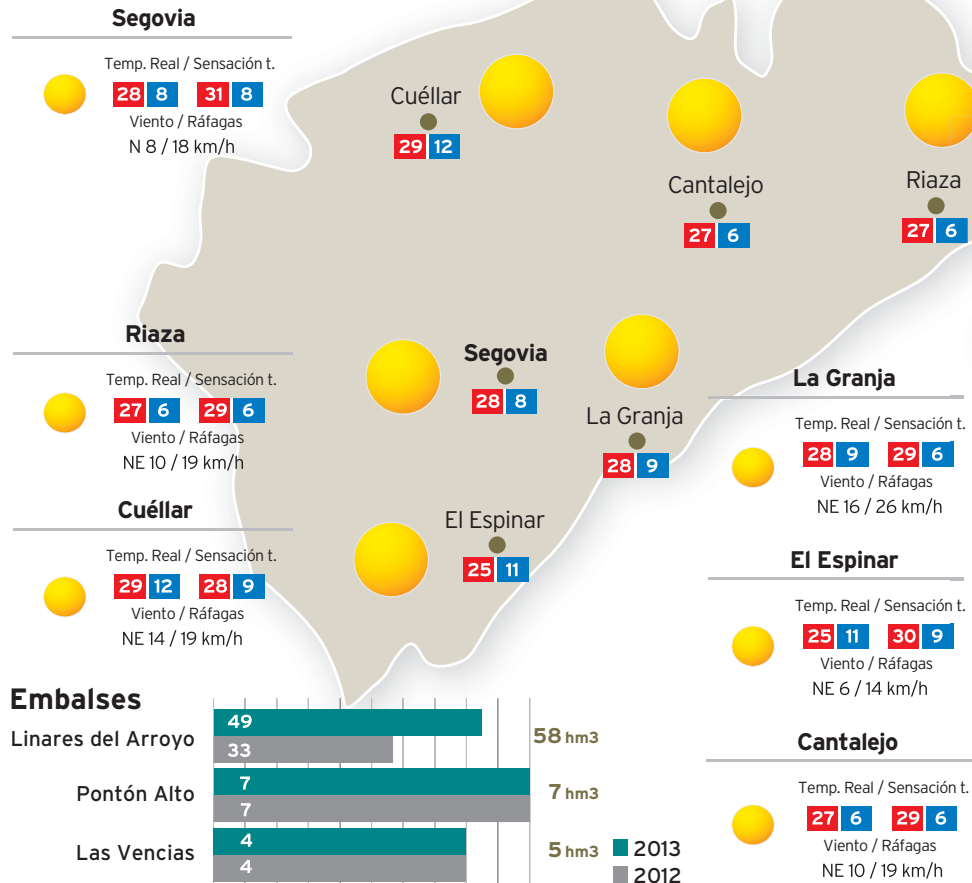 Segovia
Temp. Real / Sensación t.
28 8 31 8
Viento / Ráfagas
N 8 / 18 km/h
Cuéllar
29 12
Cantalejo
27 6
Riaza
27 6
Riaza
Temp. Real / Sensación t.
27 6 29 6
Viento / Ráfagas
NE 10 / 19 km/h
Segovia
28 8
La Granja
28 9
La Granja
Temp. Real / Sensación t.
28 9 29 6
Viento / Ráfagas
NE 16 / 26 km/h
Cuéllar
Temp. Real / Sensación t.
29 12 28 9
Viento / Ráfagas
NE 14 / 19 km/h
El Espinar
25 11
El Espinar
Temp. Real / Sensación t.
25 11 30 9
Viento / Ráfagas
NE 6 / 14 km/h
Embalses
Linares del Arroyo
49
33
58 hm3
Pontón Alto
7
7
7 hm3
Las Vencias
4
4
5 hm3
2013
2012
Cantalejo
Temp. Real / Sensación t.
27 6 29 6
Viento / Ráfagas
NE 10 / 19 km/h